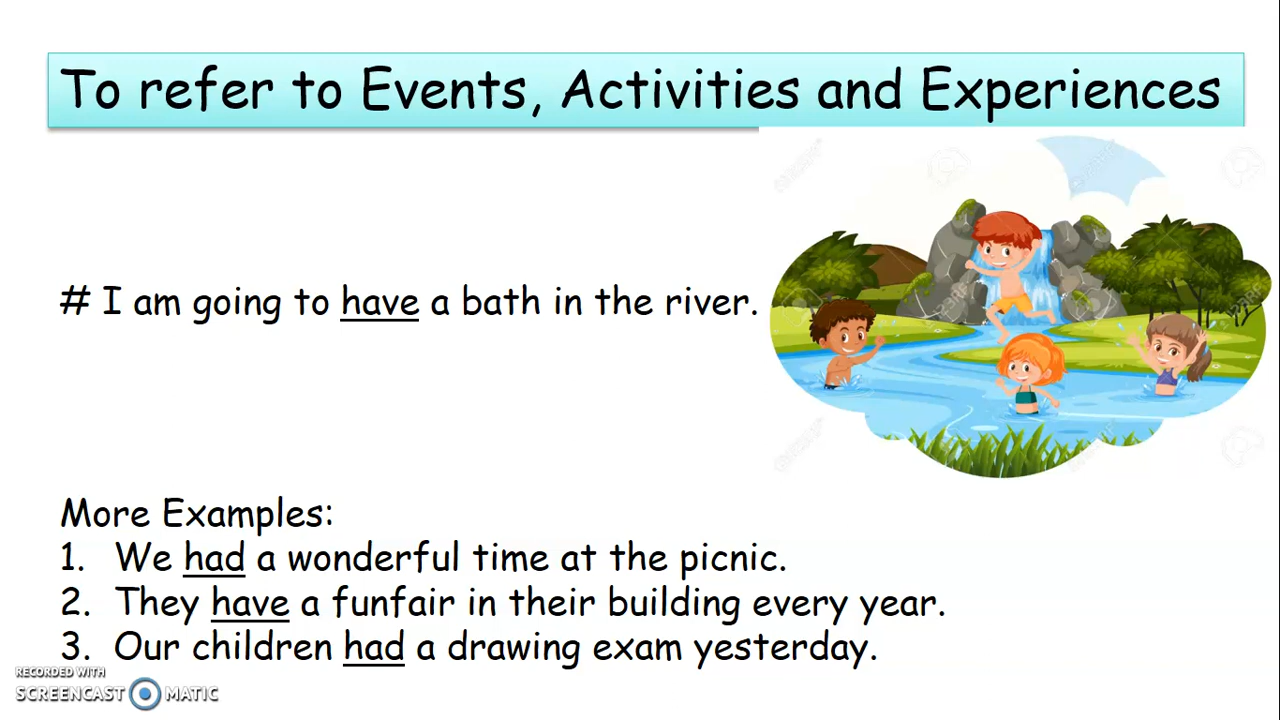 To refer to Events, Activities and Experiences
# I am going to have a bath in the river.
More Examples:
1. We had a wonderful time at the picnic.
2. They have a funfair in their building every year.
3. Our children had a drawing exam yesterday.
RECORDED WITH
SCREENCAST MATIC